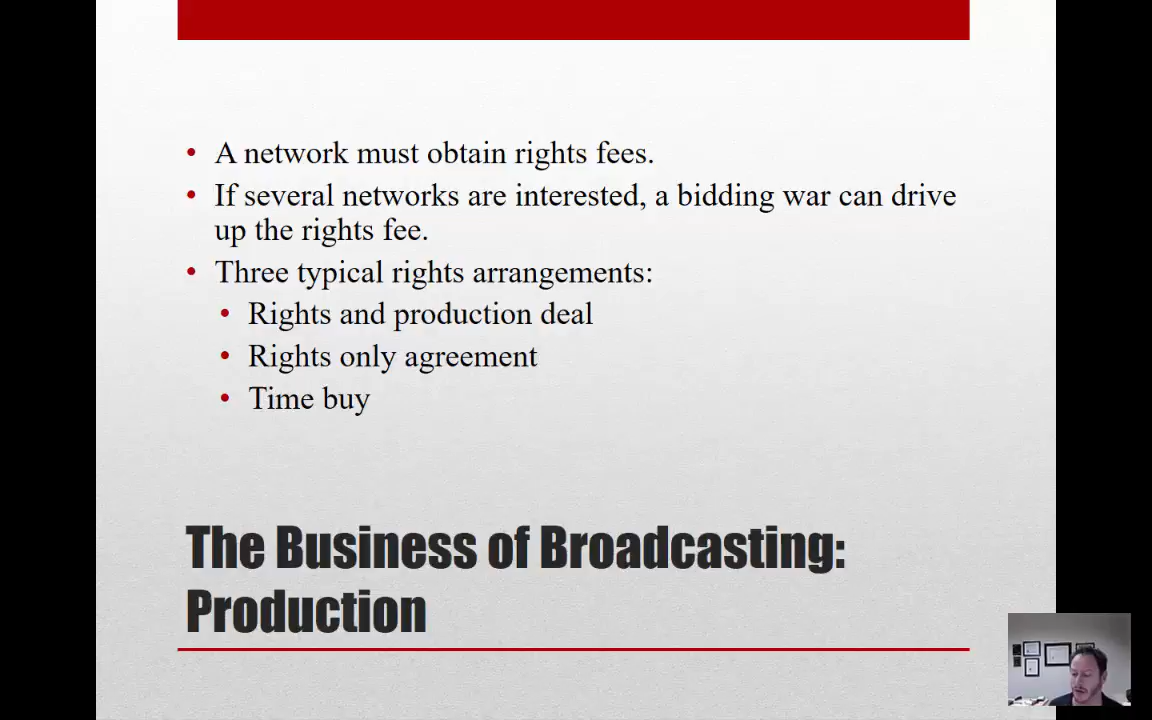 • A network must obtain rights fees.
• If several networks are interested, a bidding war can drive
up the rights fee.
• Three typical rights arrangements:
• Rights and production deal
• Rights only agreement
• Time buy
The Business of Broadcasting:
Production